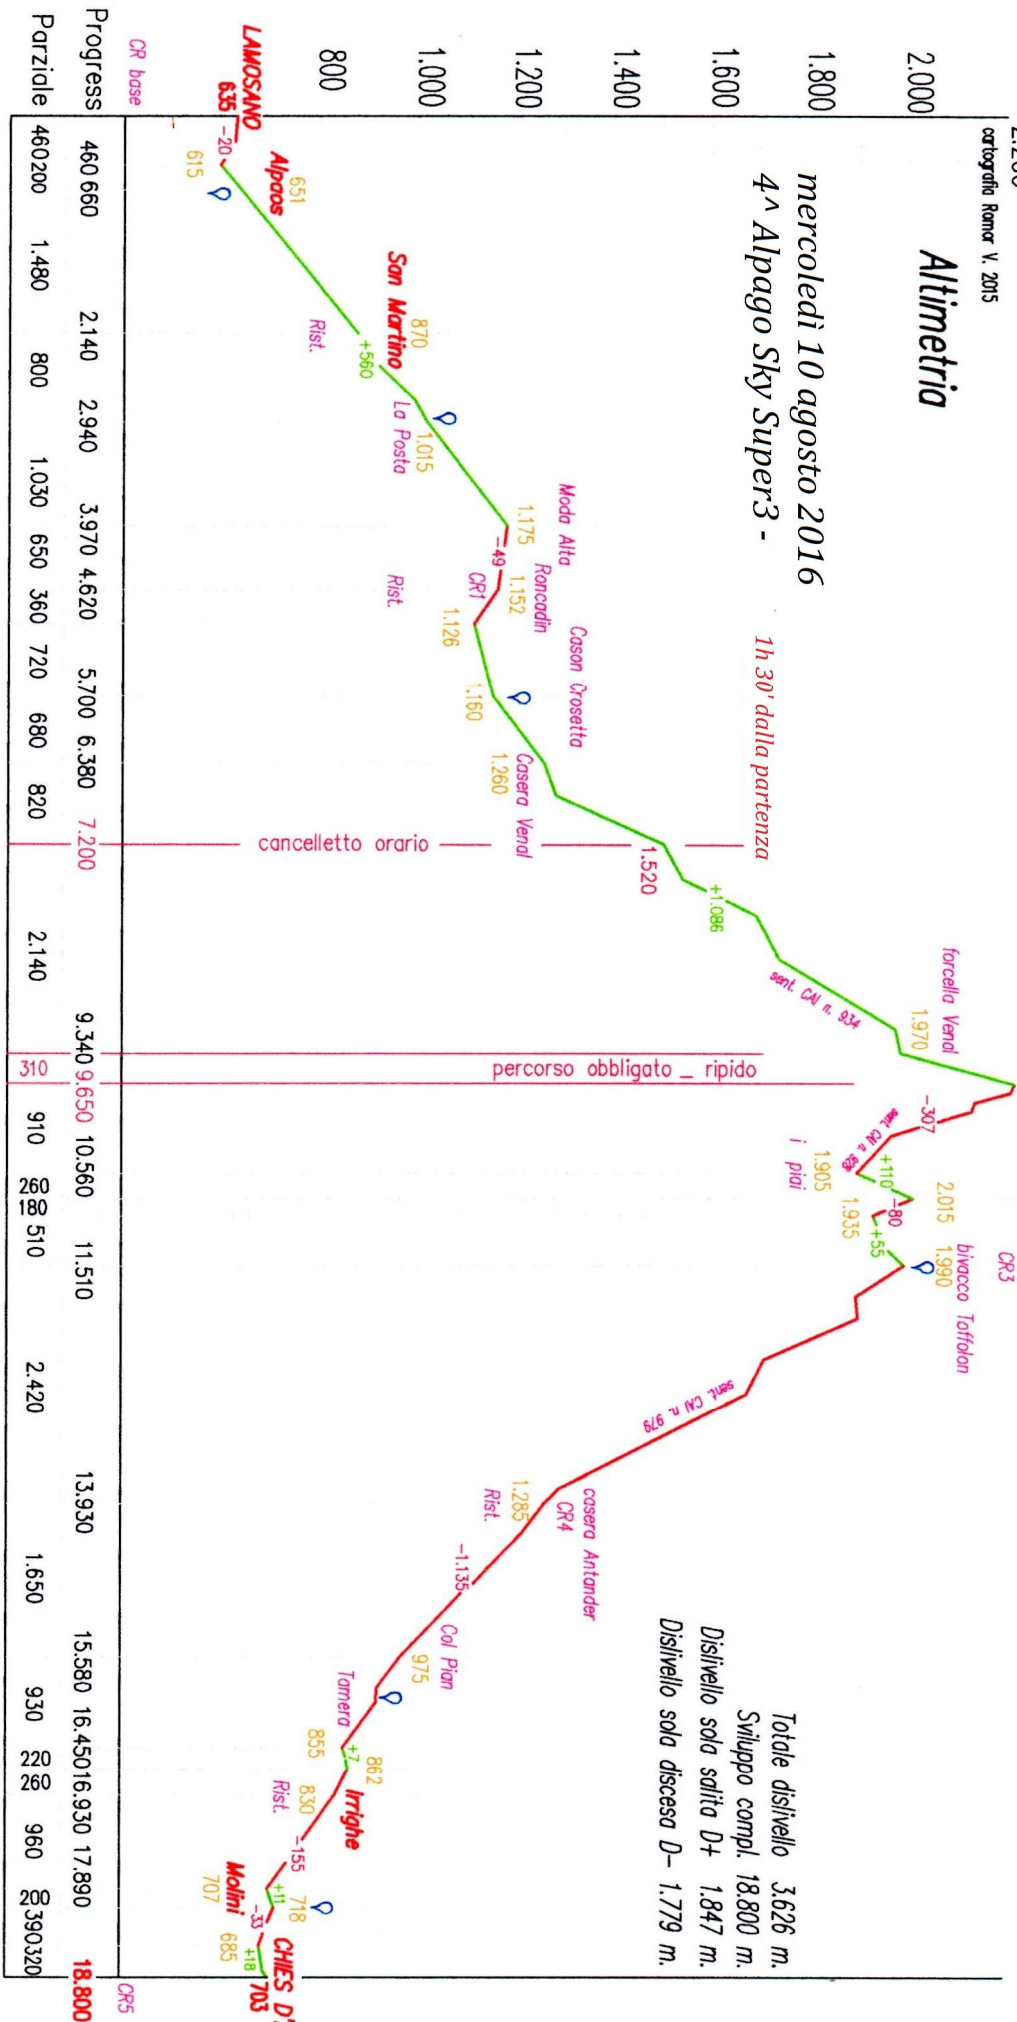 2.000
1.800
1.600
1.400
1.200
1.000
800
cartografia Romor V. 2015
Altimetria
mercoledì 10 agosto 2016
4^ Alpago Sky Super3 -
1h 30' dalla partenza
Totale dislivello 3.626 m.
Sviluppo compl. 18.800 m.
Dislivello sola salita D+ 1.847 m.
Dislivello sola discesa D- 1.779 m.
LAMOSANO
635
-20
615
651
Alpaos
870
San Martino
Rist.
+560
La Posta
1.015
Moda Alta
1.175
-49
Roncadin
1.152
CR1
Rist.
1.126
Cason Crosetta
1.160
Casera Venal
1.260
cancelletto orario
1.520
+1.086
sent. CAI n. 934
forcella Venal
1.970
percorso obbligato _ ripido
-307
sent. CAI n. 926
i piai
1.905
+110
2.015
-80
1.935
+55
CR3
bivacco Toffolon
1.990
sent. CAI n. 979
casera Antander
CR4
1.285
Rist.
-1.135
Col Pian
975
Tamera
855
+7
862
Irrighe
830
Rist.
-155
Molini
707
+11
718
-33
685
+18
CHIES D'
703
CR base
CR5
Progress 460 660 2.140 2.940 3.970 4.620 5.700 6.380 7.200 9.340 9.650 10.560 11.510 13.930 15.580 16.450 16.930 17.890 18.800
Parziale 460 200 1.480 800 1.030 650 360 720 680 820 2.140 310 910 260 180 510 2.420 1.650 930 220 260 960 200 390 320